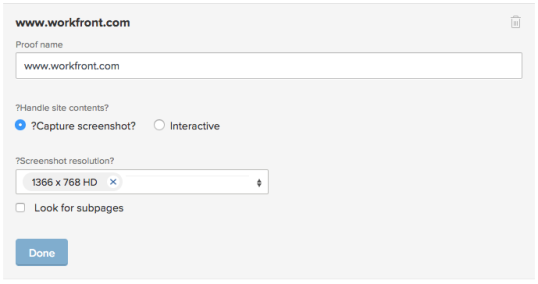 www.workfront.com
Proof name
www.workfront.com
?Handle site contents?
?Capture screenshot? Interactive
?Screenshot resolution?
1366 x 768 HD ×
Look for subpages
Done